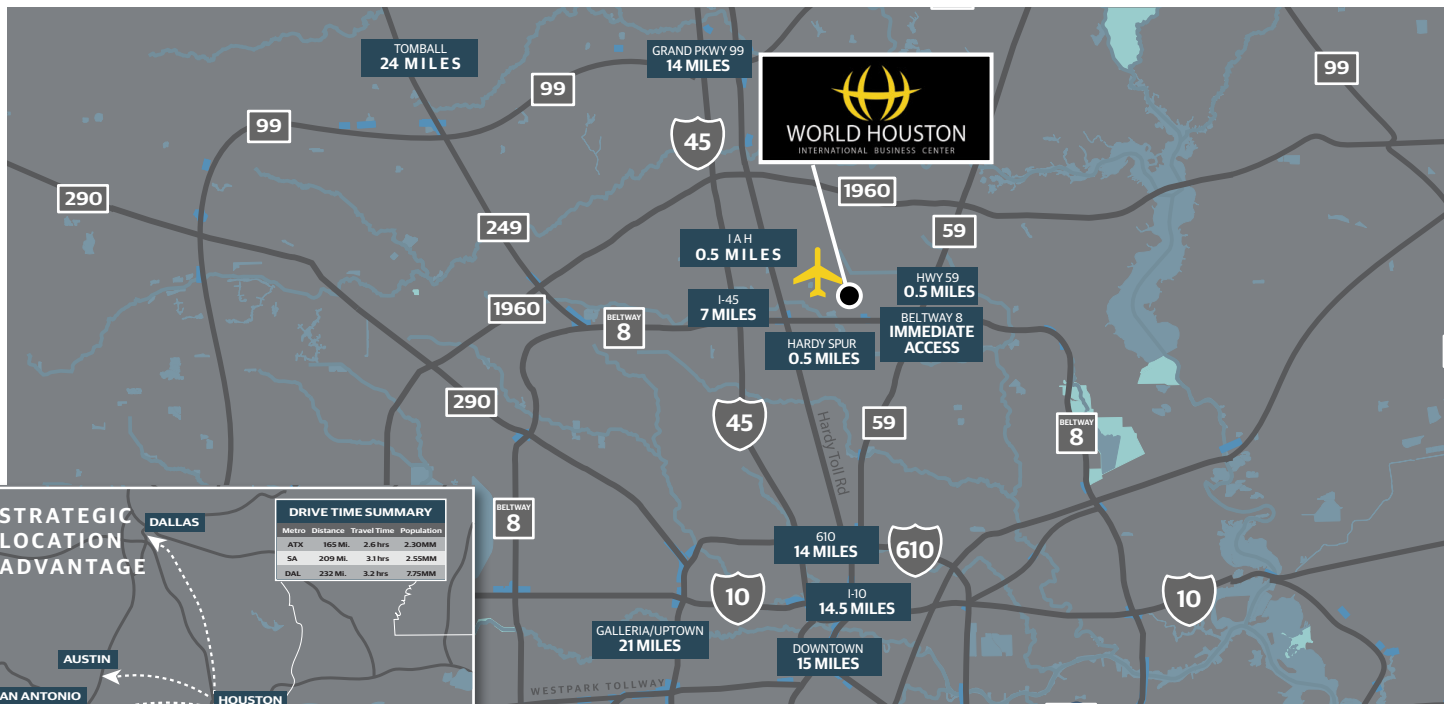 TOMBALL
24 MILES
GRAND PKWY 99
14 MILES
WORLD HOUSTON
INTERNATIONAL BUSINESS CENTER
99
99
99
45
290
1960
249
59
IAH
0.5 MILES
HWY 59
0.5 MILES
I-45
7 MILES
1960
BELTWAY
8
BELTWAY 8
IMMEDIATE
ACCESS
HARDY SPUR
0.5 MILES
290
45
59
Hardy Toll Rd
BELTWAY
8
BELTWAY
8
610
14 MILES
610
10
I-10
14.5 MILES
10
GALLERIA/UPTOWN
21 MILES
DOWNTOWN
15 MILES
WESTPARK TOLLWAY
STRATEGIC
LOCATION
ADVANTAGE
DALLAS
DRIVE TIME SUMMARY
Metro Distance Travel Time Population
ATX 165 Mi. 2.6 hrs 2.30MM
SA 209 Mi. 3.1 hrs 2.55MM
DAL 232 Mi. 3.2 hrs 7.75MM
AUSTIN
AN ANTONIO
HOUSTON